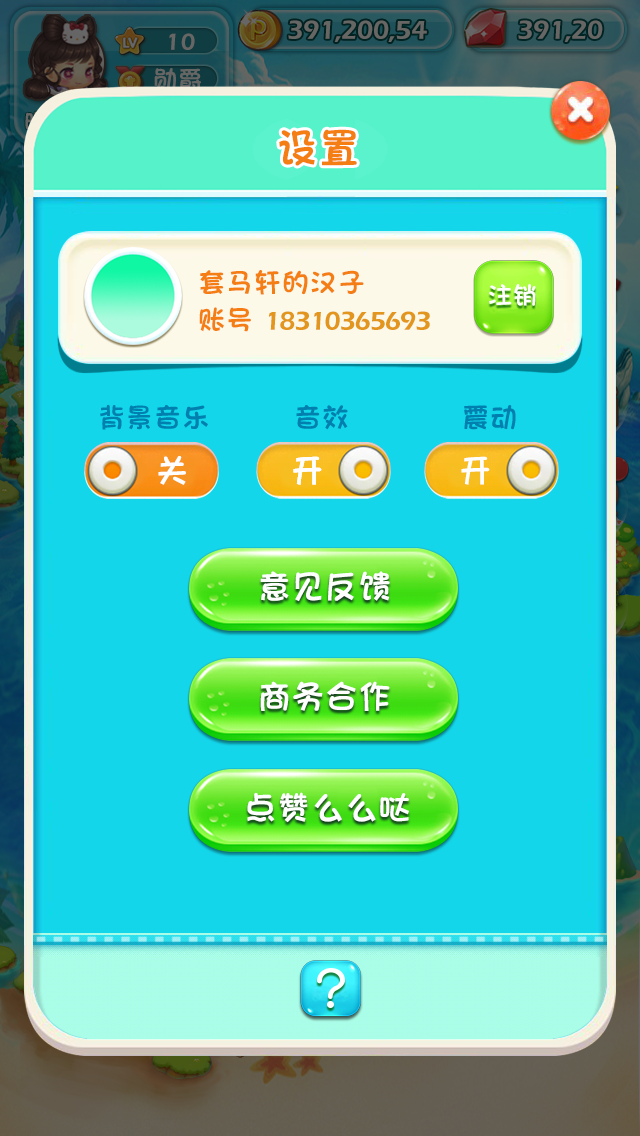 LV 10
391,200,54
391,20
勋爵
设置
套马轩的汉子
账号 18310365693
注销
背景音乐 音效 震动
关 开 开
意见反馈
商务合作
点赞么么哒
?